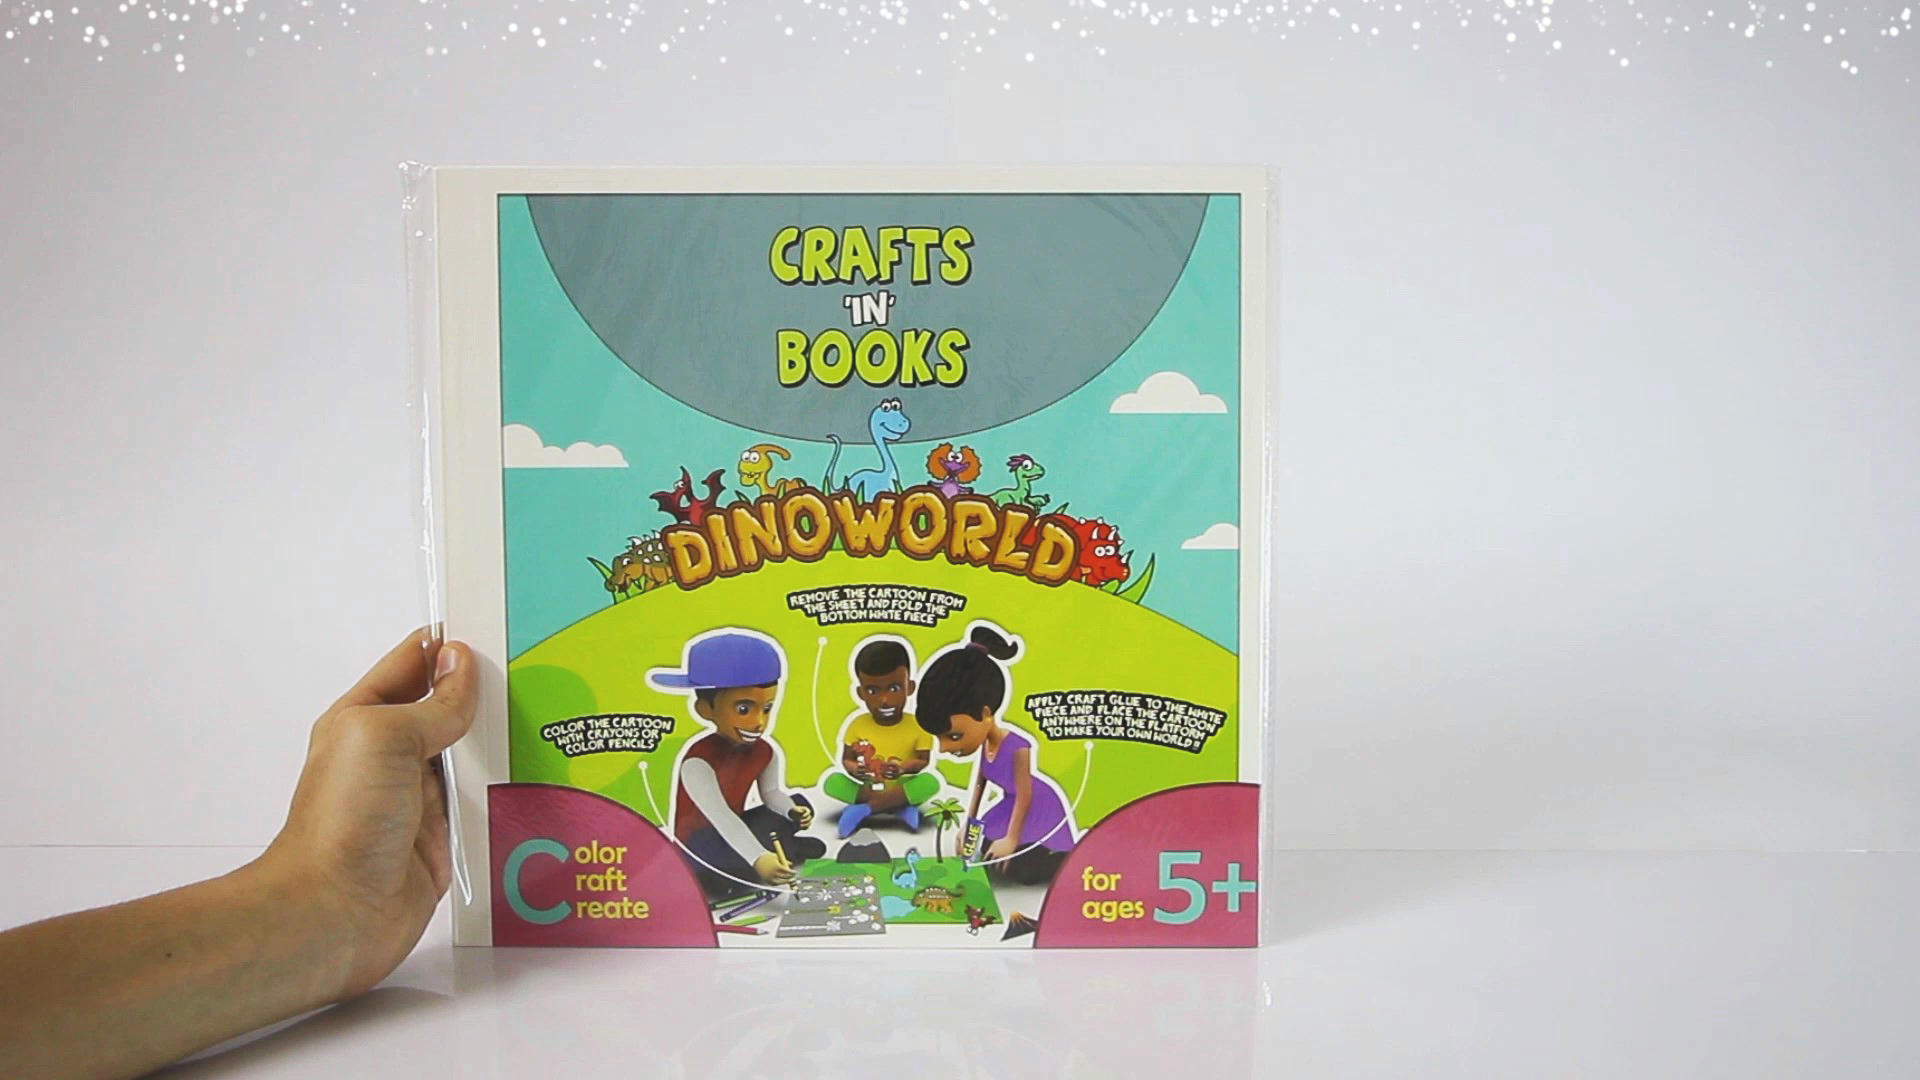 CRAFTS
'IN'
BOOKS
DINOWORLD
REMOVE THE CARTOON FROM
THE SHEET AND FOLD THE
BOTTOM WHITE PIECE
COLOR THE CARTOON
WITH CRAYONS OR
COLOR PENCILS
APPLY CRAFT GLUE TO THE WHITE
PIECE AND PLACE THE CARTOON
ANYWHERE ON THE PLATFORM
TO MAKE YOUR OWN WORLD!!
GLUE
Color
Craft
Create
for
ages 5+